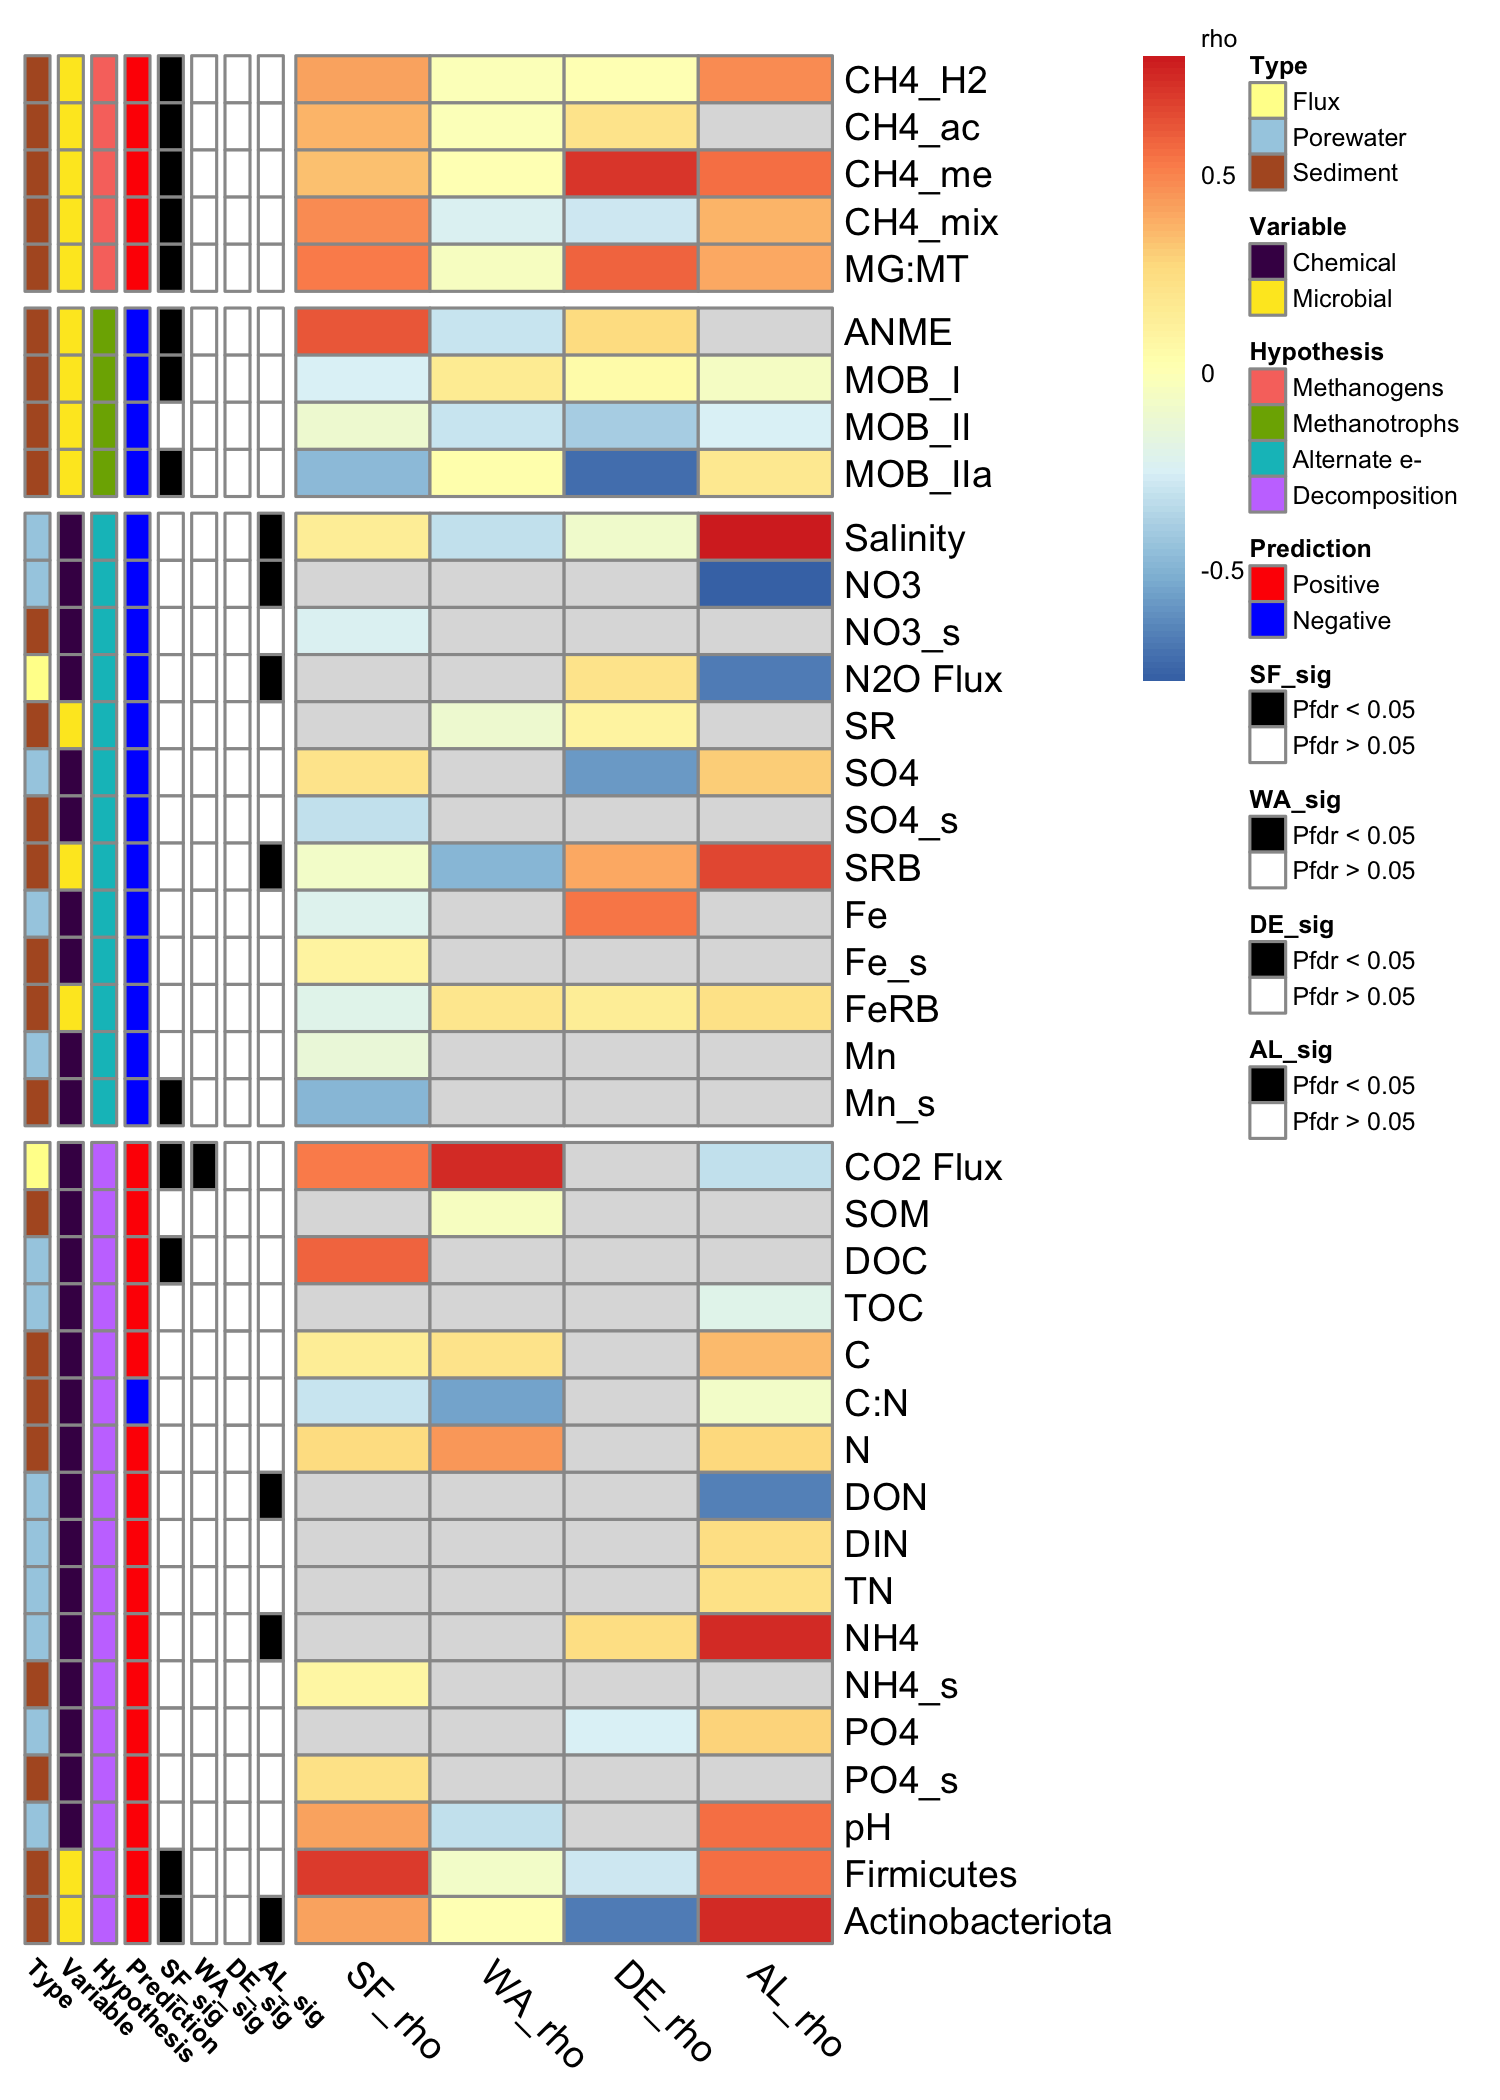 CH4_H2
CH4_ac
CH4_me
CH4_mix
MG:MT
ANME
MOB_I
MOB_II
MOB_IIa
Salinity
NO3
NO3_s
N2O Flux
SR
SO4
SO4_s
SRB
Fe
Fe_s
FeRB
Mn
Mn_s
CO2 Flux
SOM
DOC
TOC
C
C:N
N
DON
DIN
TN
NH4
NH4_s
PO4
PO4_s
pH
Firmicutes
Actinobacteriota
Type
Variable
Hypothesis
Prediction
SF_sig
WA_sig
DE_sig
AL_sig
SF_rho
WA_rho
DE_rho
AL_rho
rho
0.5
0
-0.5
Type
Flux
Porewater
Sediment
Variable
Chemical
Microbial
Hypothesis
Methanogens
Methanotrophs
Alternate e-
Decomposition
Prediction
Positive
Negative
SF_sig
Pfdr < 0.05
Pfdr > 0.05
WA_sig
Pfdr < 0.05
Pfdr > 0.05
DE_sig
Pfdr < 0.05
Pfdr > 0.05
AL_sig
Pfdr < 0.05
Pfdr > 0.05